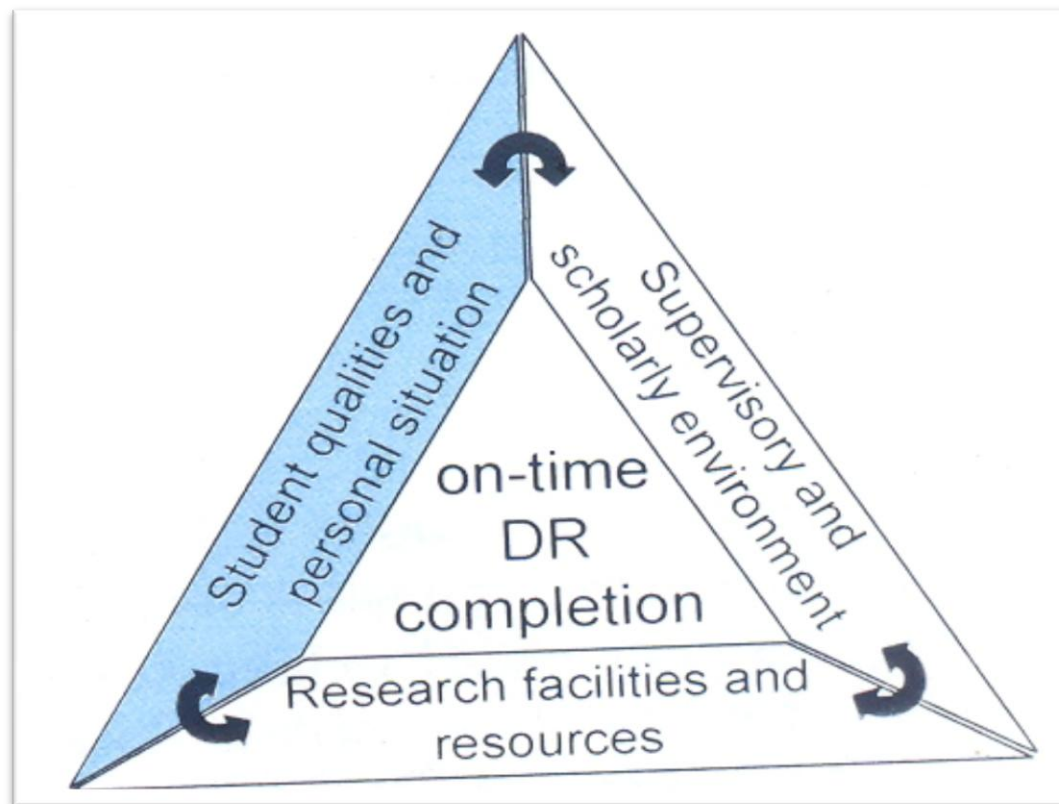 Student qualities and
personal situation
Supervisory and
scholarly environment
on-time
DR
completion
Research facilities and
resources